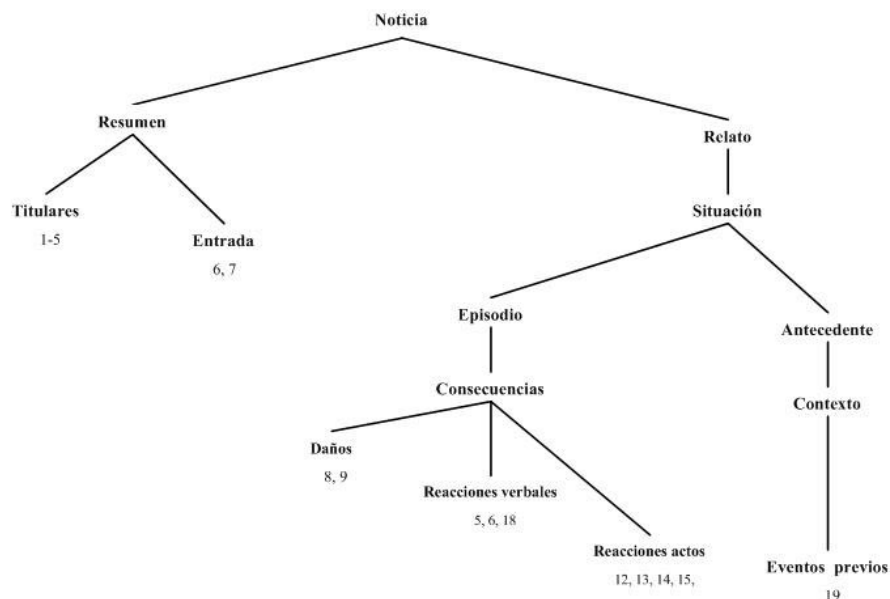 Noticia
Resumen
Relato
Titulares
1-5
Entrada
6, 7
Situación
Episodio
Antecedente
Consecuencias
Contexto
Daños
8, 9
Reacciones verbales
5, 6, 18
Reacciones actos
12, 13, 14, 15,
Eventos previos
19